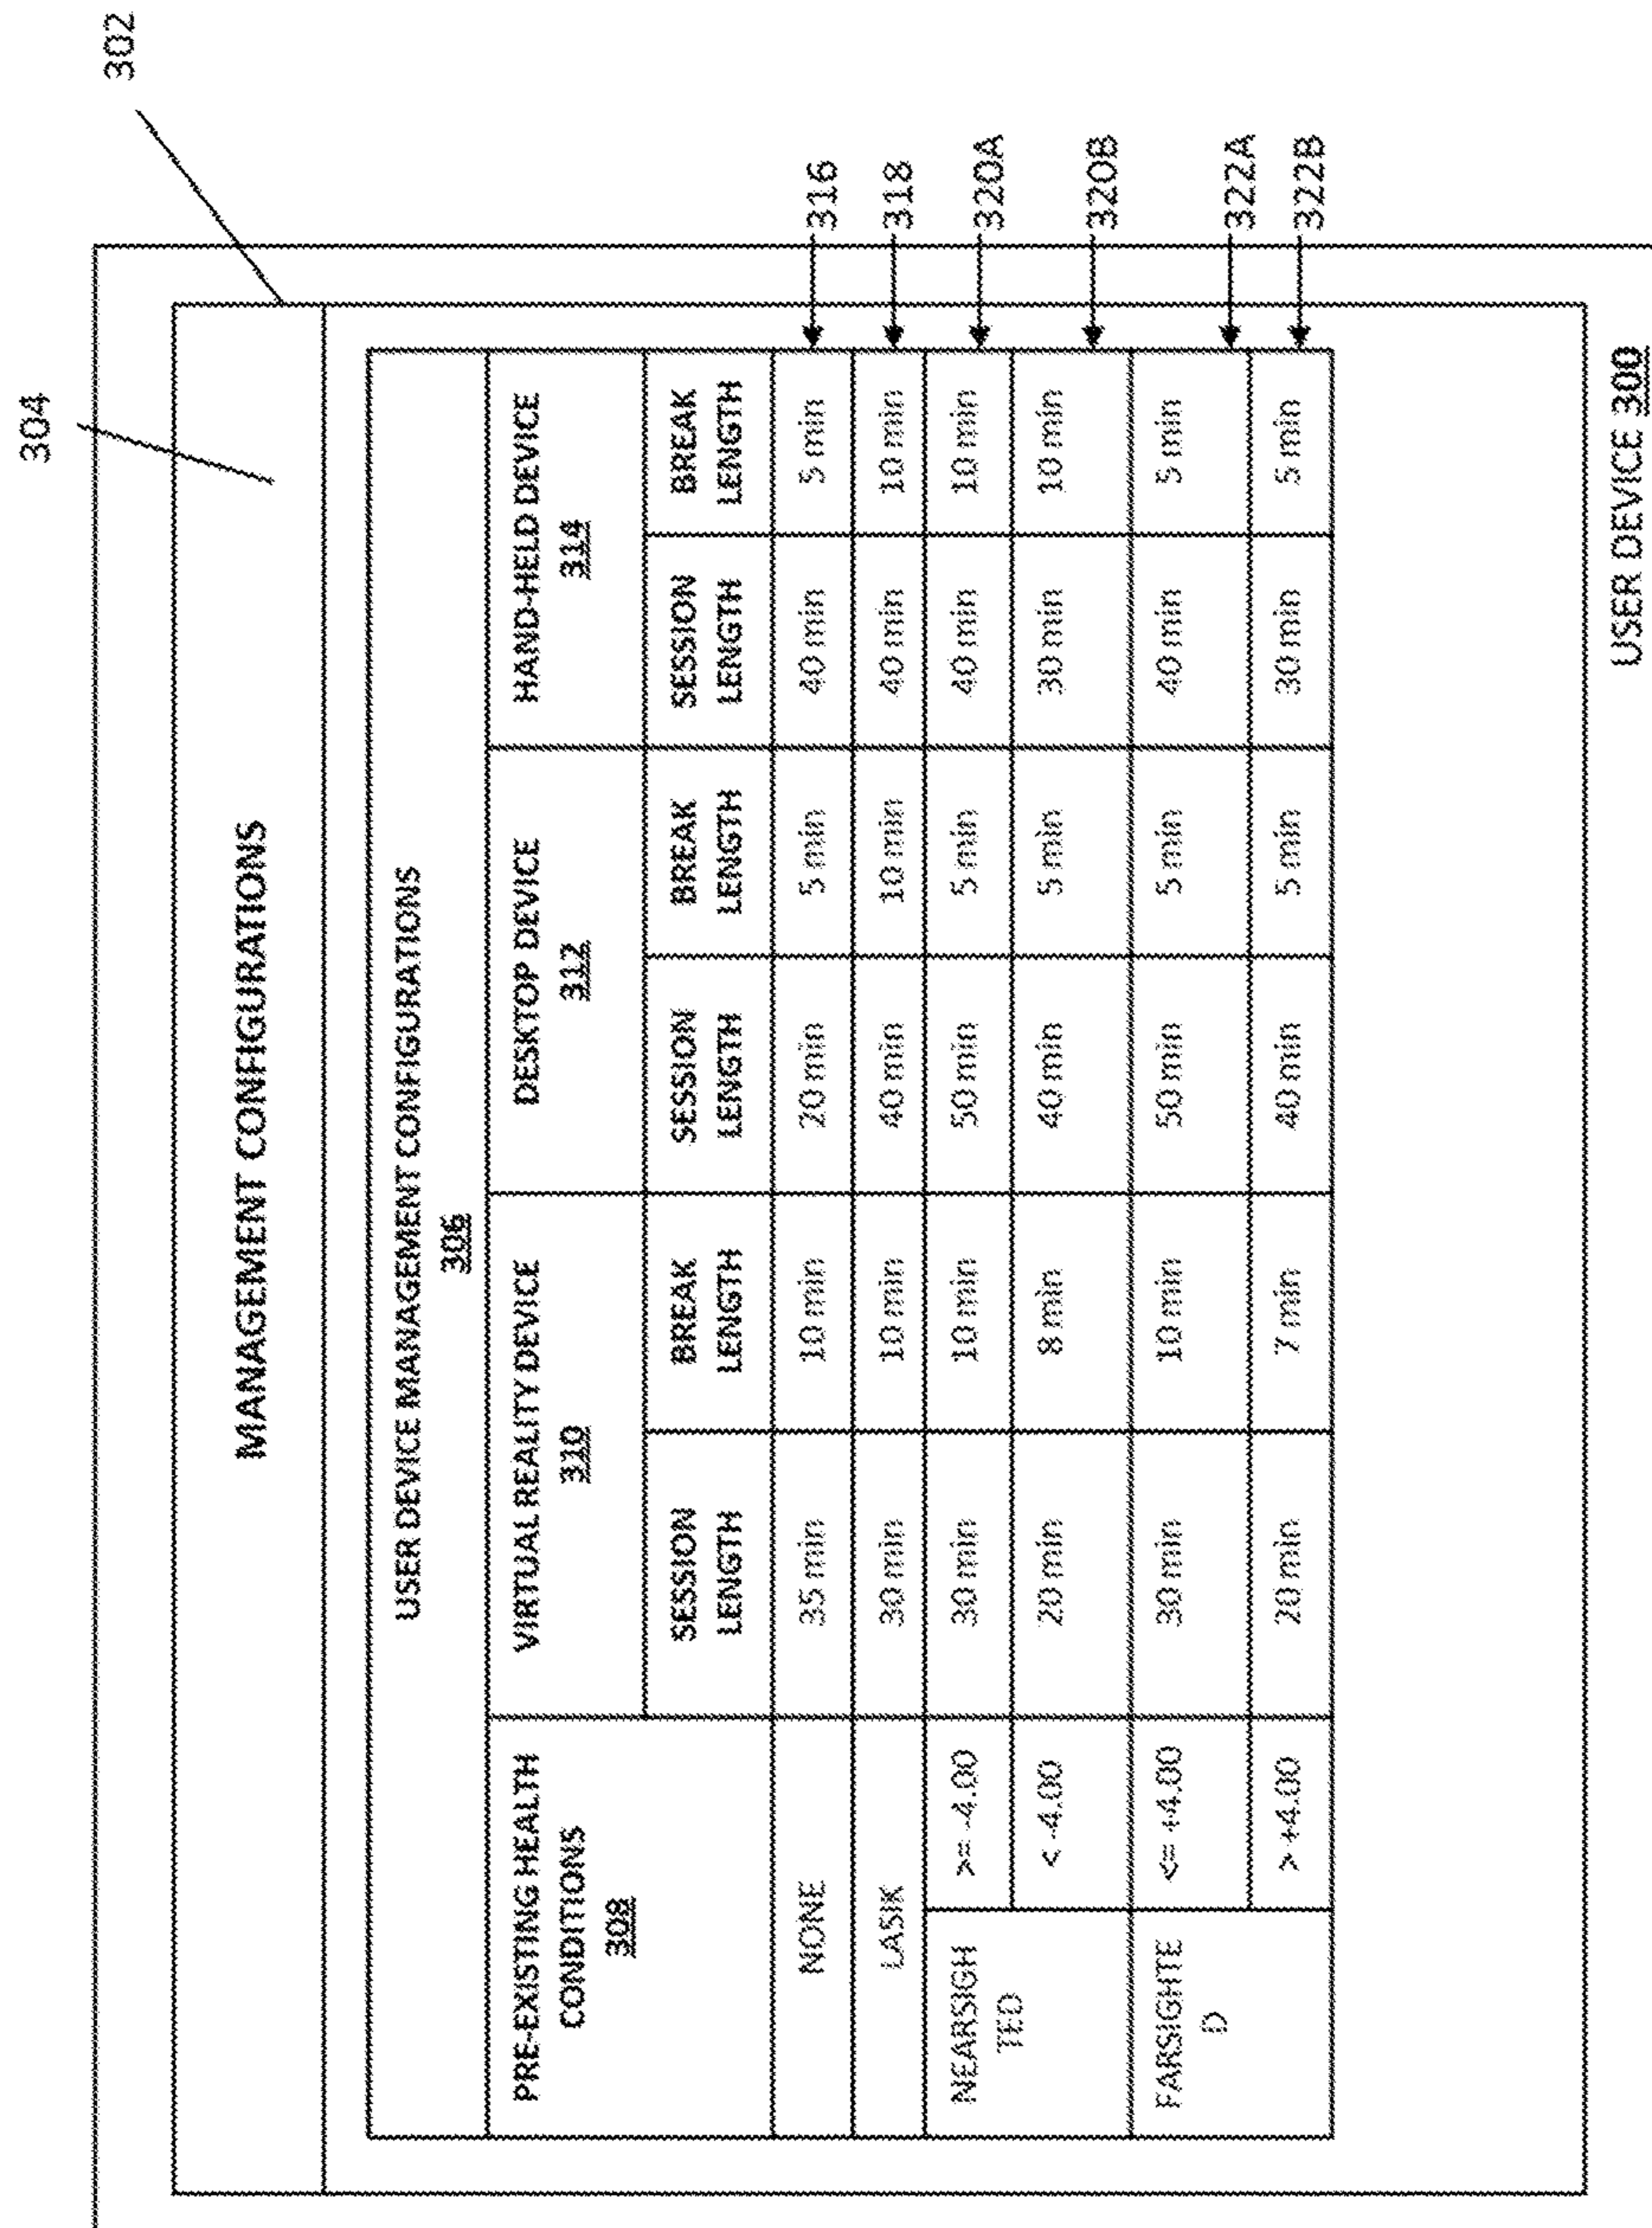 302
304
MANAGEMENT CONFIGURATIONS
USER DEVICE MANAGEMENT CONFIGURATIONS
306
PRE-EXISTING HEALTH
CONDITIONS
308
VIRTUAL REALITY DEVICE
310
DESKTOP DEVICE
312
HAND-HELD DEVICE
314
SESSION
LENGTH
BREAK
LENGTH
SESSION
LENGTH
BREAK
LENGTH
SESSION
LENGTH
BREAK
LENGTH
NONE 35 min 10 min 20 min 5 min 40 min 5 min 316
LASIK 30 min 10 min 40 min 10 min 40 min 10 min 318
NEARSIGH
TED
>= -4.00 30 min 10 min 50 min 5 min 40 min 10 min 320A
< -4.00 20 min 8 min 40 min 5 min 30 min 10 min 320B
FARSIGHTE
D
<= +4.00 30 min 10 min 50 min 5 min 40 min 5 min 322A
> +4.00 20 min 7 min 40 min 5 min 30 min 5 min 322B
USER DEVICE 300